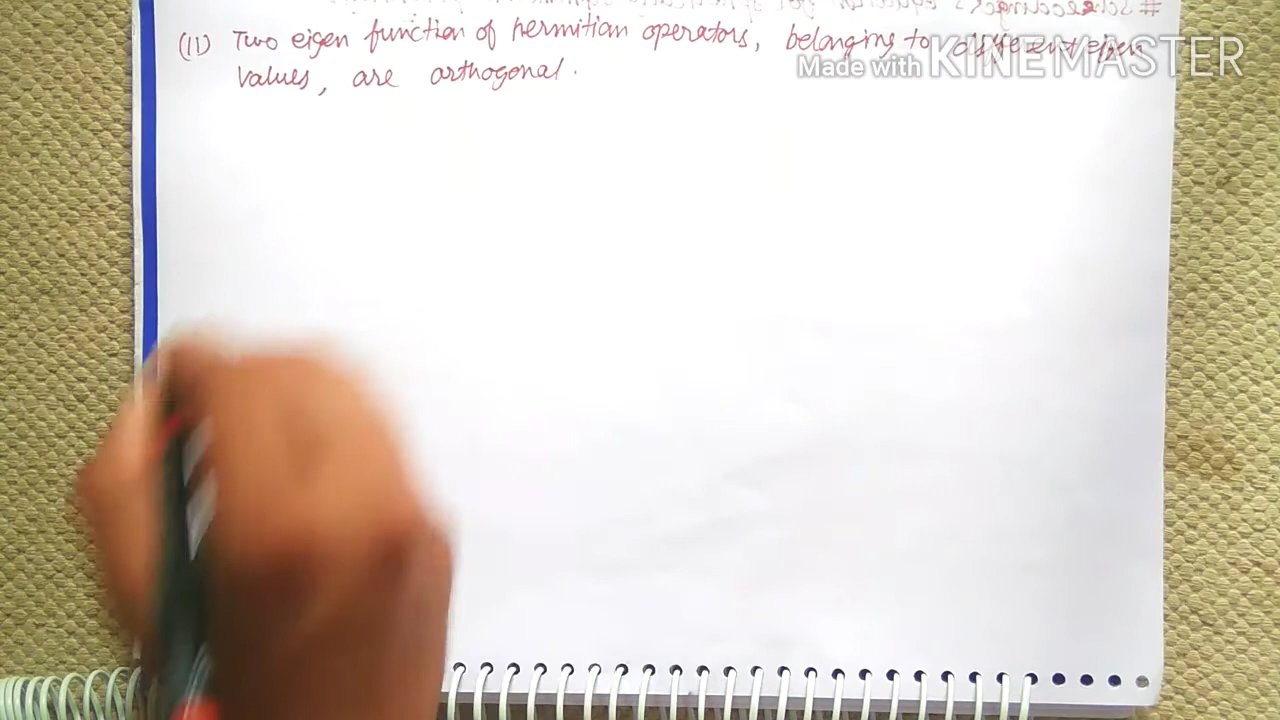 (11) Two eigen function of hermitian operators, belonging to different eigen
values, are orthogonal.
Made with KINEMASTER